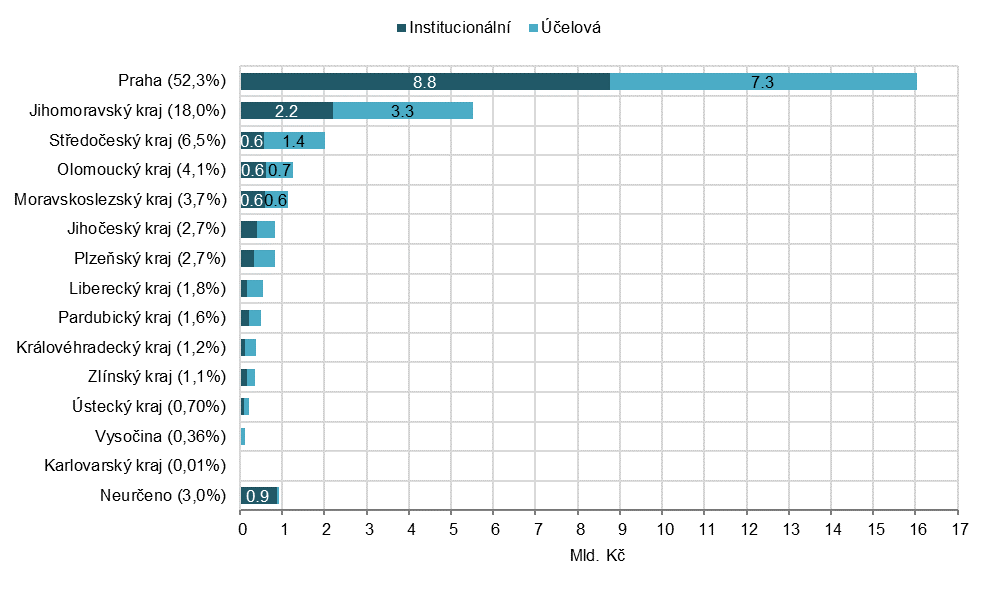 Institucionální Účelová
Praha (52,3%) 8.8 7.3
Jihomoravský kraj (18,0%) 2.2 3.3
Středočeský kraj (6,5%) 0.6 1.4
Olomoucký kraj (4,1%) 0.6 0.7
Moravskoslezský kraj (3,7%) 0.6 0.6
Jihočeský kraj (2,7%)
Plzeňský kraj (2,7%)
Liberecký kraj (1,8%)
Pardubický kraj (1,6%)
Královéhradecký kraj (1,2%)
Zlínský kraj (1,1%)
Ústecký kraj (0,70%)
Vysočina (0,36%)
Karlovarský kraj (0,01%)
Neurčeno (3,0%) 0.9
0 1 2 3 4 5 6 7 8 9 10 11 12 13 14 15 16 17
Mld. Kč